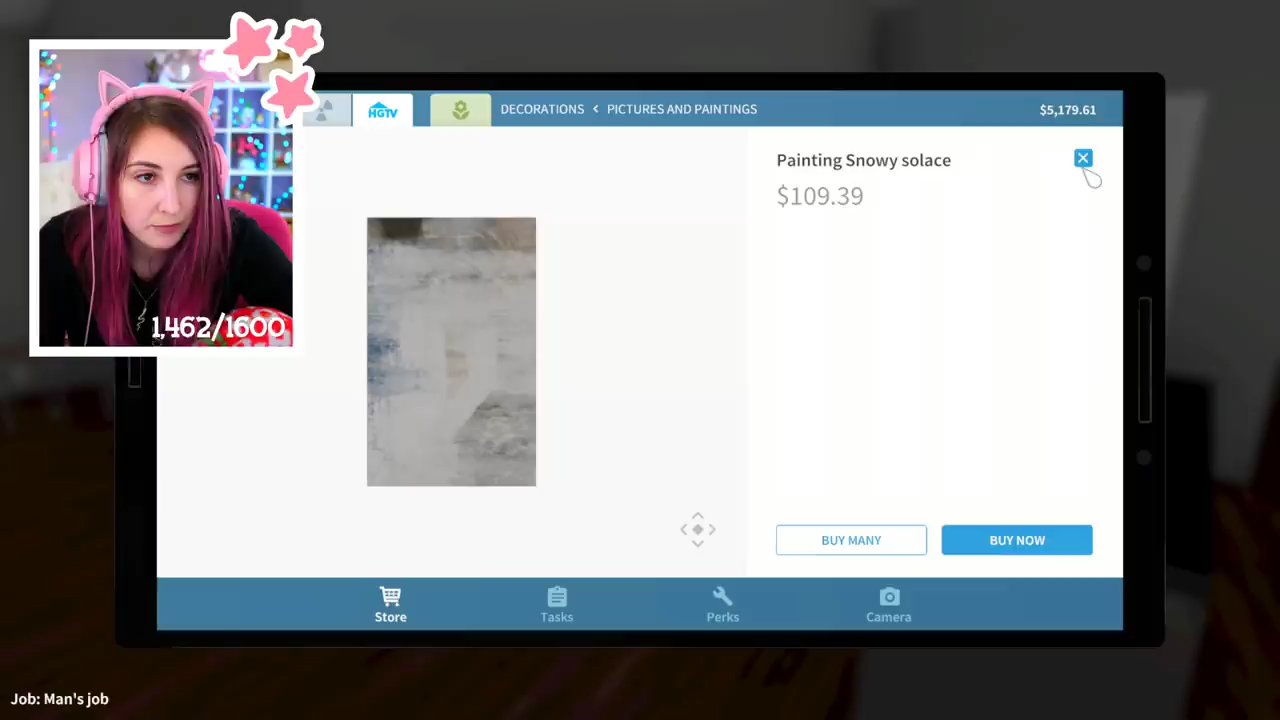 HGTV
DECORATIONS < PICTURES AND PAINTINGS
$5,179.61
Painting Snowy solace
$109.39
1,462/1600
BUY MANY
BUY NOW
Store
Tasks
Perks
Camera
Job: Man's job